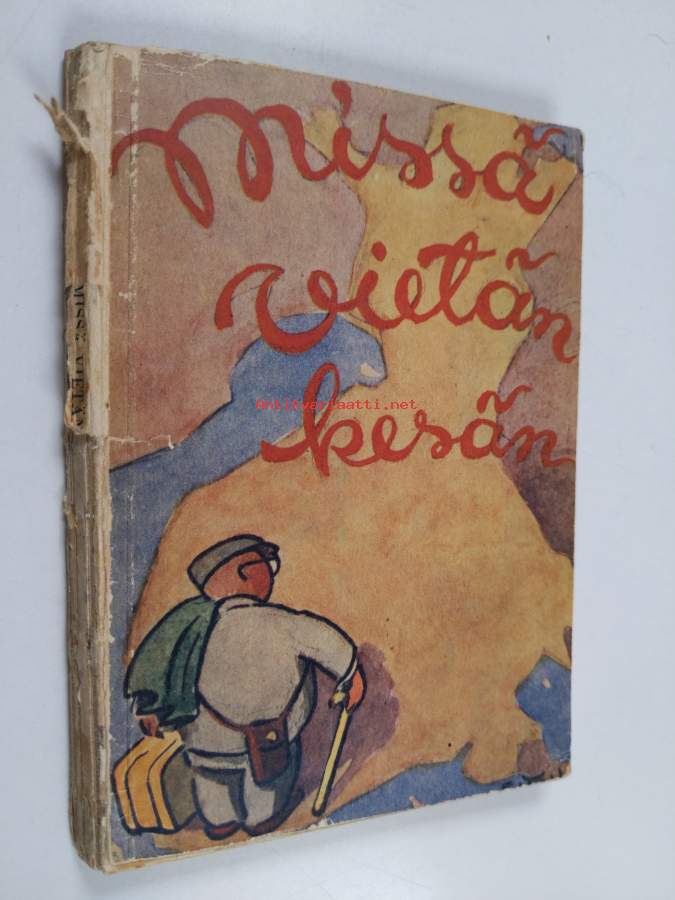 Missä
vietän
kesän
Antikvariaatti.net
MISSÄ VIETÄN